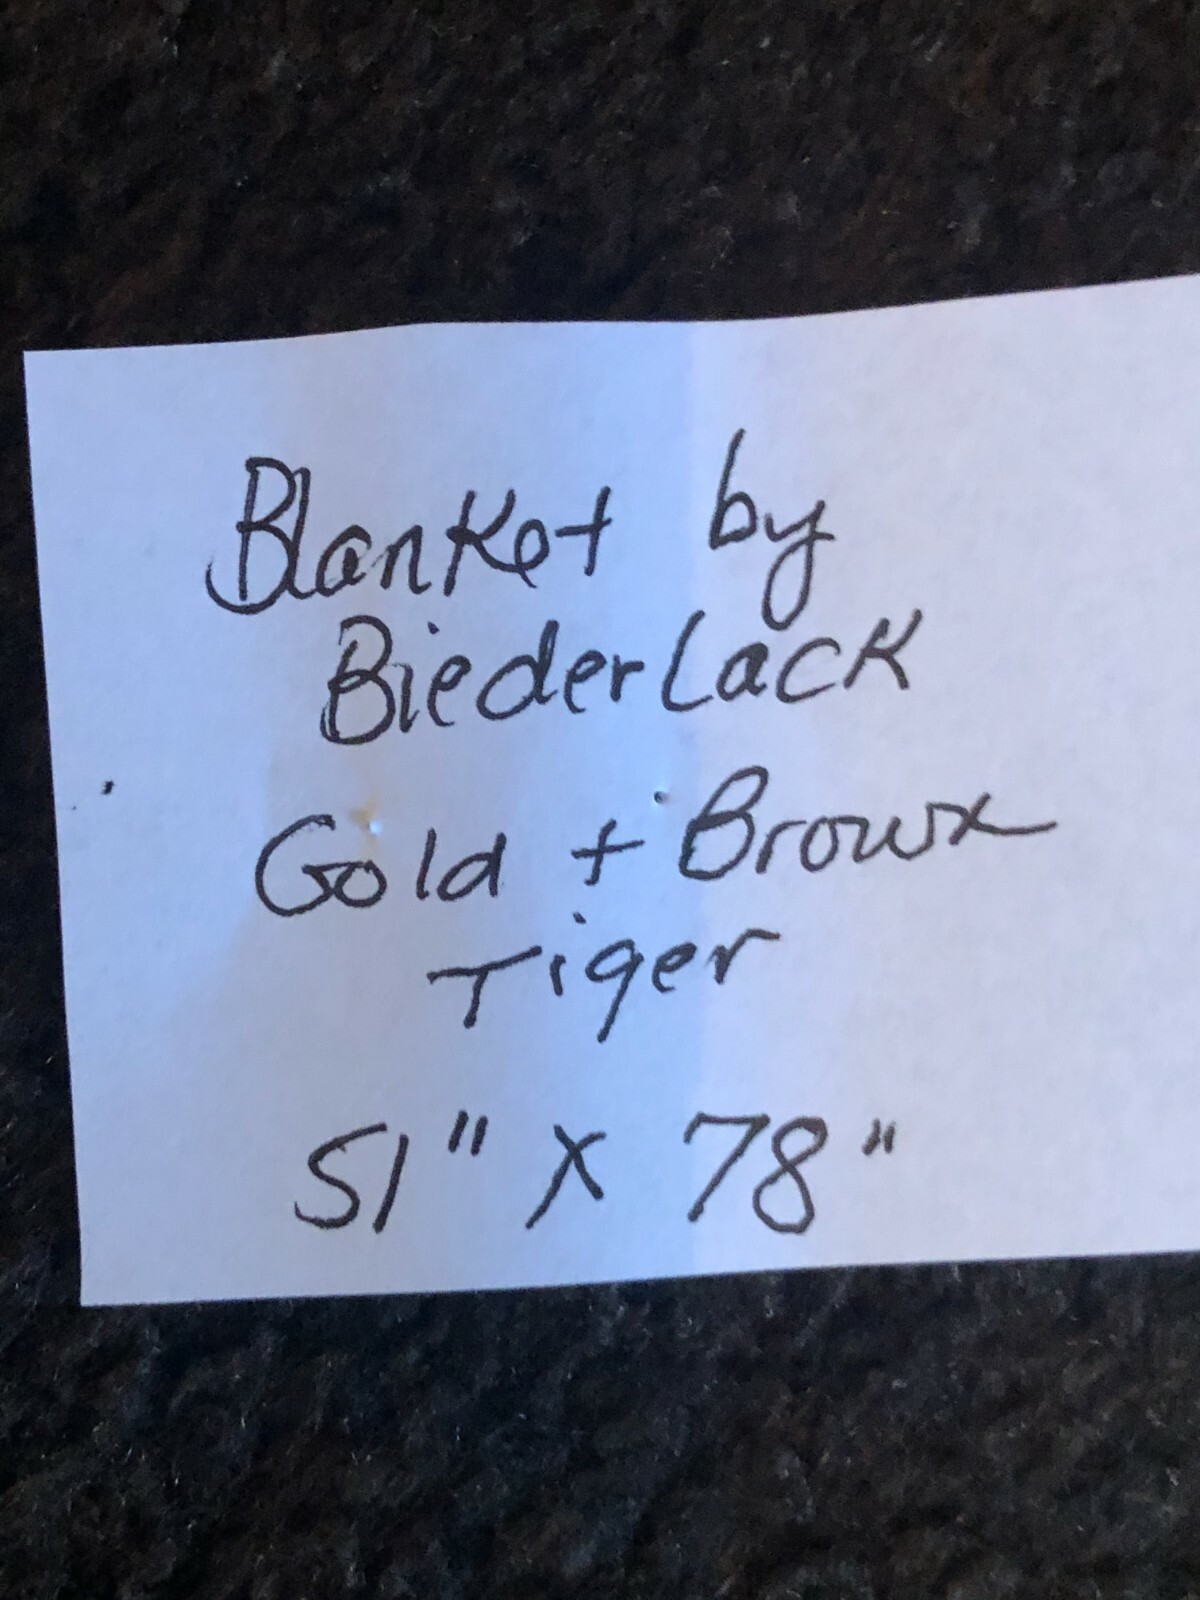 Blanket by
Biederlack
Gold + Brown
Tiger
51" X 78"